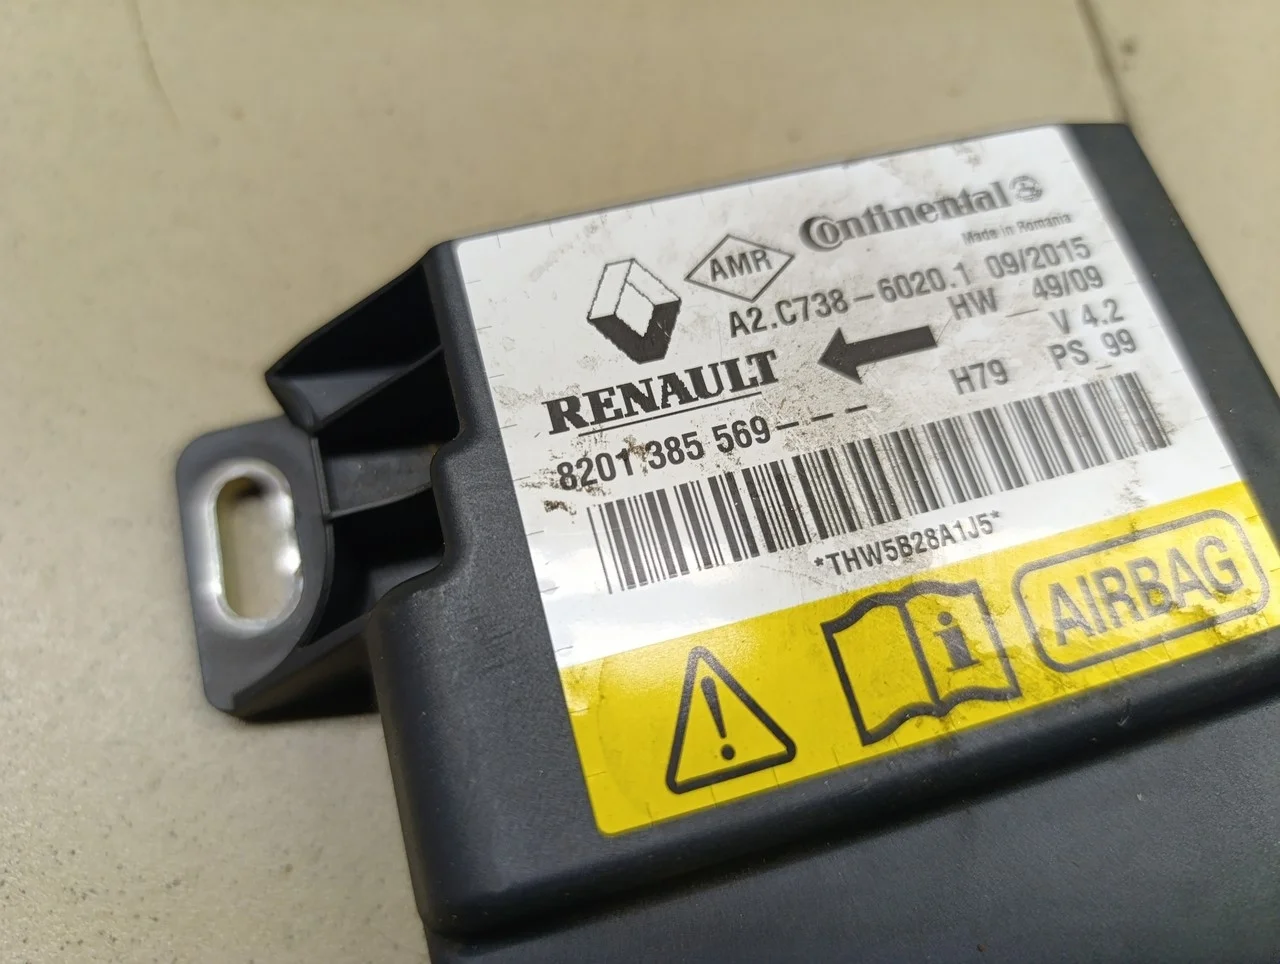 Continental
Made in Romania
AMR
A2.C738-6020.1 09/2015
HW 49/09
V 4.2
H79 PS 99
RENAULT
8201 385 569- - -
*THW5B28A1J5*
i
AIRBAG